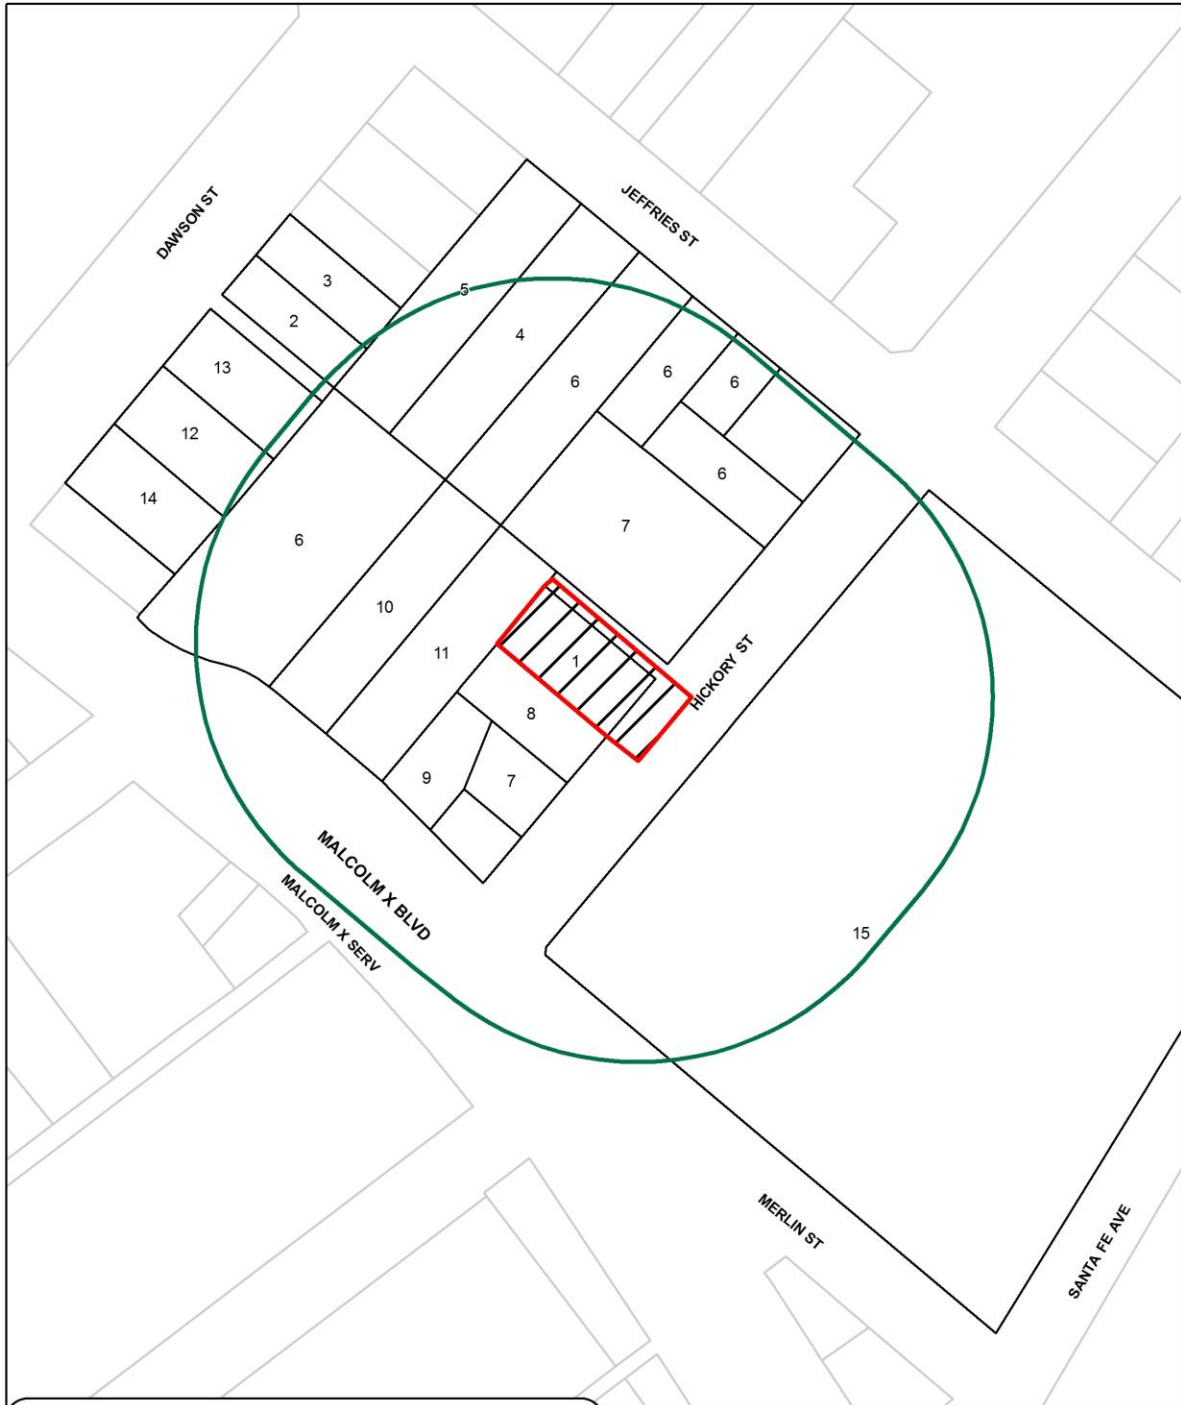 JEFFRIES ST
DAWSON ST
3
5
2
4
13
6
6
6
12
6
14
7
6
10
11
1
HICKORY ST
8
9
7
MALCOLM X BLVD
MALCOLM X SERV
15
MERLIN ST
SANTA FE AVE